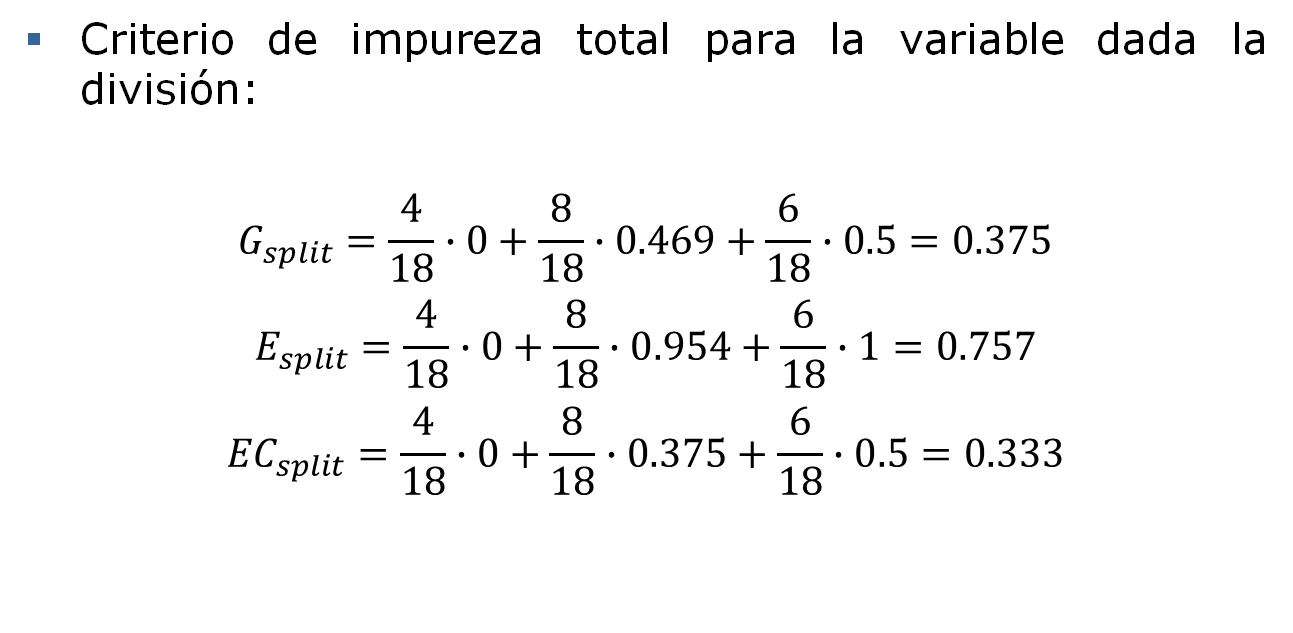 ▪ Criterio de impureza total para la variable dada la
división:
G_split = 4/18 · 0 + 8/18 · 0.469 + 6/18 · 0.5 = 0.375
E_split = 4/18 · 0 + 8/18 · 0.954 + 6/18 · 1 = 0.757
EC_split = 4/18 · 0 + 8/18 · 0.375 + 6/18 · 0.5 = 0.333